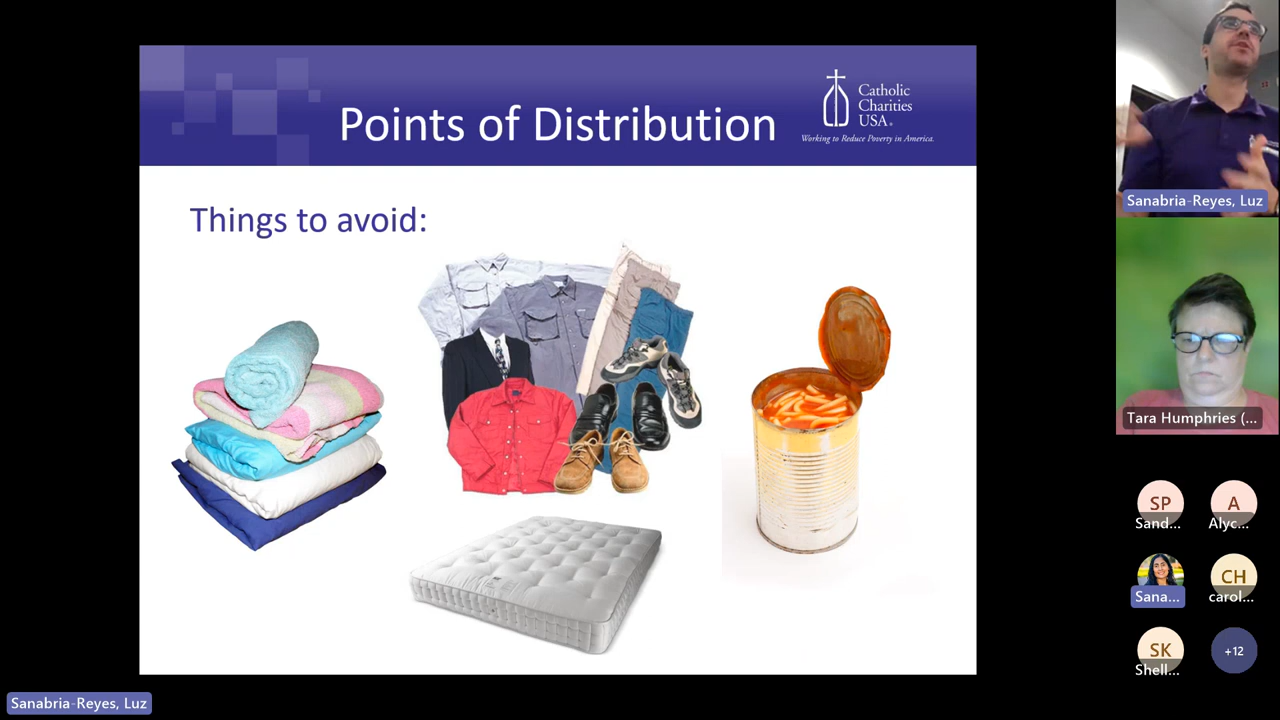 Points of Distribution
Catholic
Charities
USA®
Working to Reduce Poverty in America.
Things to avoid:
Sanabria-Reyes, Luz
Tara Humphries (...
SP
Sand...
A
Alyc...
Sana...
CH
carol...
SK
Shell...
+12
Sanabria-Reyes, Luz